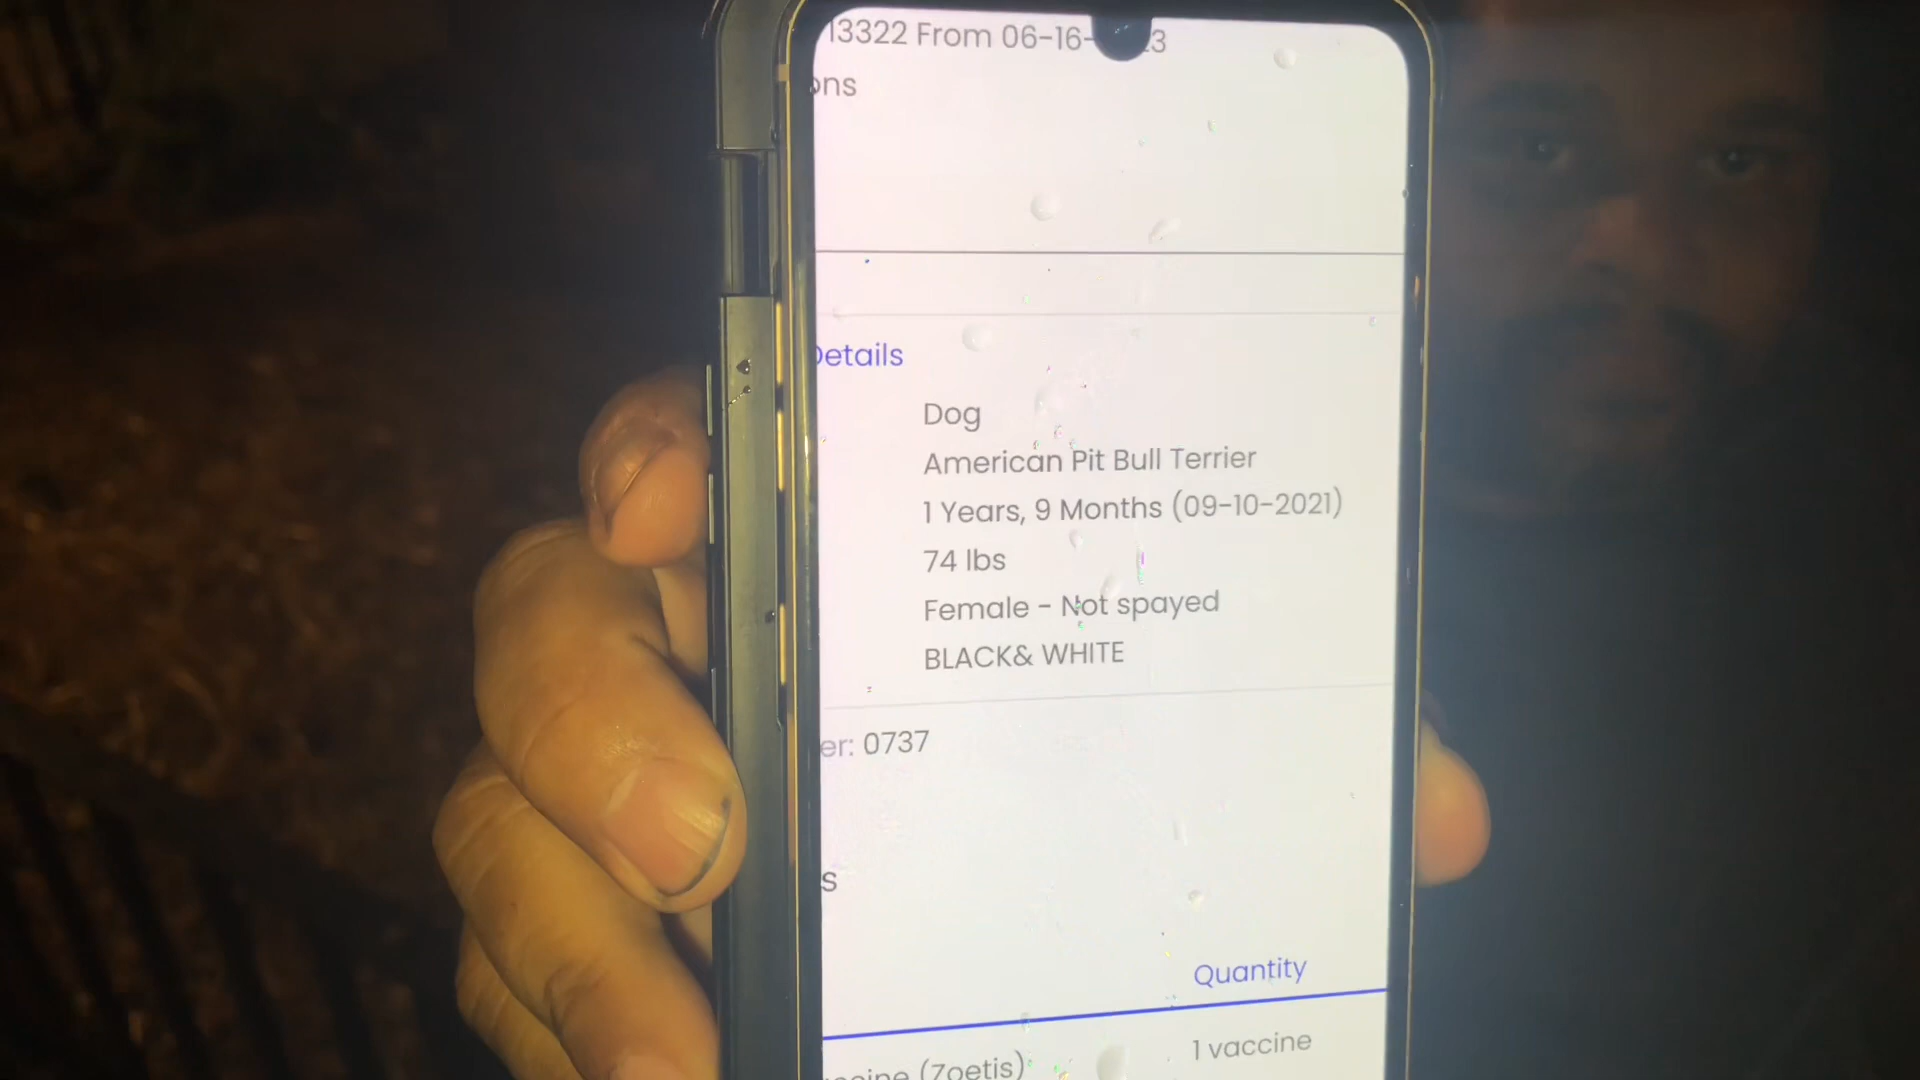 13322 From 06-16-
ons
Details
Dog
American Pit Bull Terrier
1 Years, 9 Months (09-10-2021)
74 lbs
Female - Not spayed
BLACK& WHITE
er: 0737
s
Quantity
(Zoetis)
1 vaccine